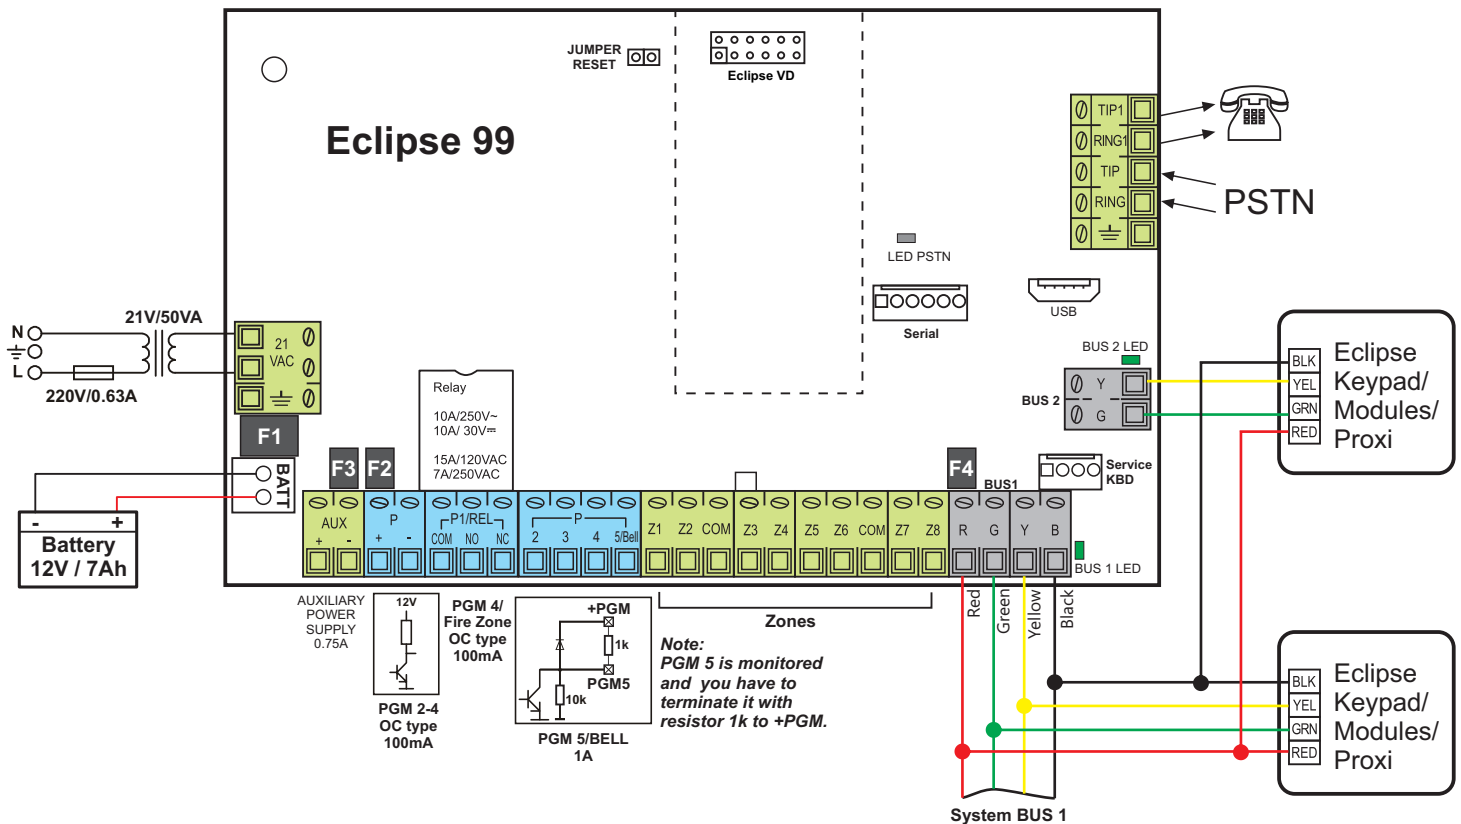 JUMPER
RESET
Eclipse VD
Eclipse 99
TIP1
RING1
TIP
RING
PSTN
LED PSTN
Serial
USB
BUS 2 LED
BUS 2
Y
G
Service
KBD
21V/50VA
N
L
220V/0.63A
21
VAC
F1
BATT
- +
Battery
12V / 7Ah
Relay
10A/250V~
10A/ 30V⎓
15A/120VAC
7A/250VAC
F3
F2
F4
BUS1
AUX
+ -
P
+ -
P1/REL
COM NO NC
P
2 3 4 5/Bell
Z1 Z2 COM Z3 Z4 Z5 Z6 COM Z7 Z8
R G Y B
BUS 1 LED
AUXILIARY
POWER
SUPPLY
0.75A
12V
PGM 2-4
OC type
100mA
PGM 4/
Fire Zone
OC type
100mA
+PGM
1k
PGM5
10k
PGM 5/BELL
1A
Zones
Note:
PGM 5 is monitored
and you have to
terminate it with
resistor 1k to +PGM.
Red
Green
Yellow
Black
System BUS 1
BLK
YEL
GRN
RED
Eclipse
Keypad/
Modules/
Proxi
BLK
YEL
GRN
RED
Eclipse
Keypad/
Modules/
Proxi